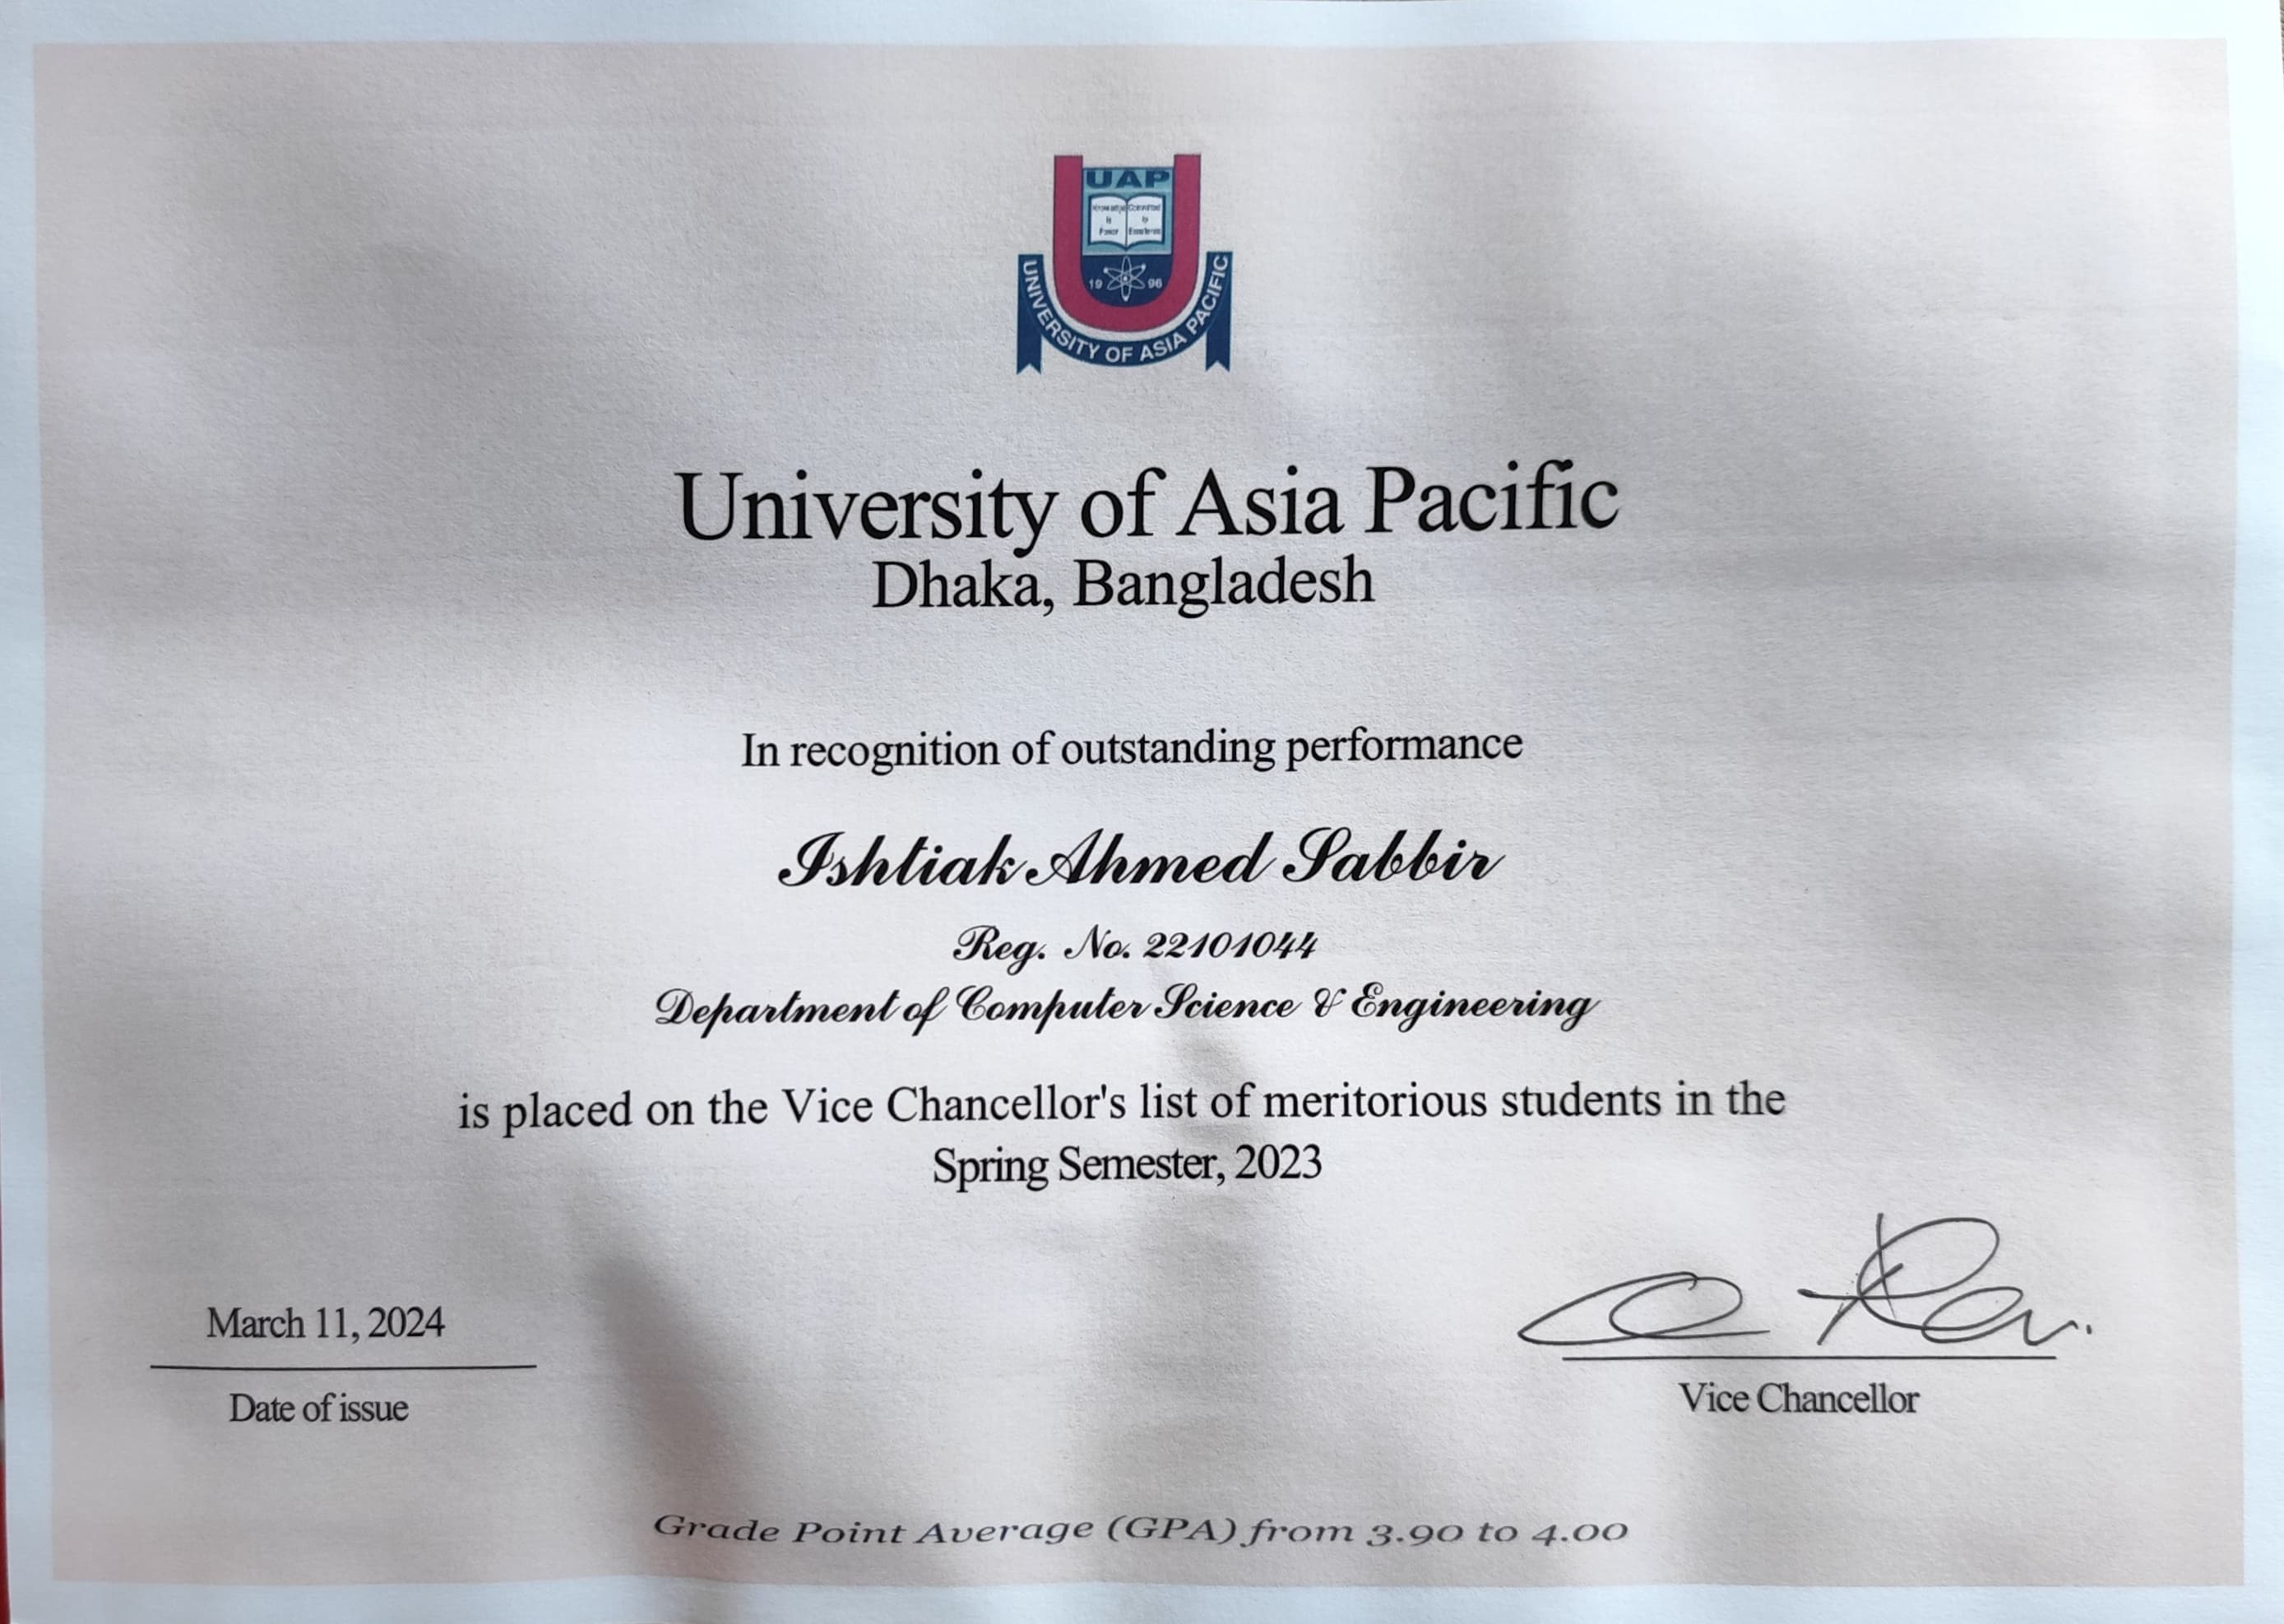 UAP
Knowledge is Power
Committed to Excellence
19 96
UNIVERSITY OF ASIA PACIFIC
University of Asia Pacific
Dhaka, Bangladesh
In recognition of outstanding performance
Ishtiak Ahmed Sabbir
Reg. No. 22101044
Department of Computer Science & Engineering
is placed on the Vice Chancellor's list of meritorious students in the
Spring Semester, 2023
March 11, 2024
Date of issue
Vice Chancellor
Grade Point Average (GPA) from 3.90 to 4.00